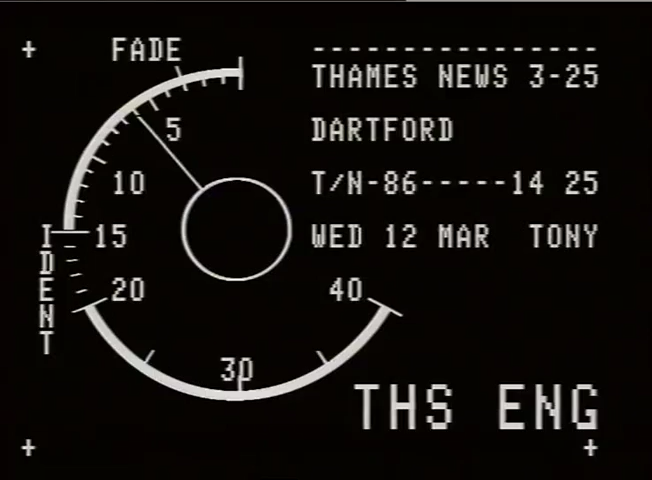 FADE
5
10
15
20
30
40
IDENT
----------------
THAMES NEWS 3-25
DARTFORD
T/N-86-----14 25
WED 12 MAR TONY
THS ENG